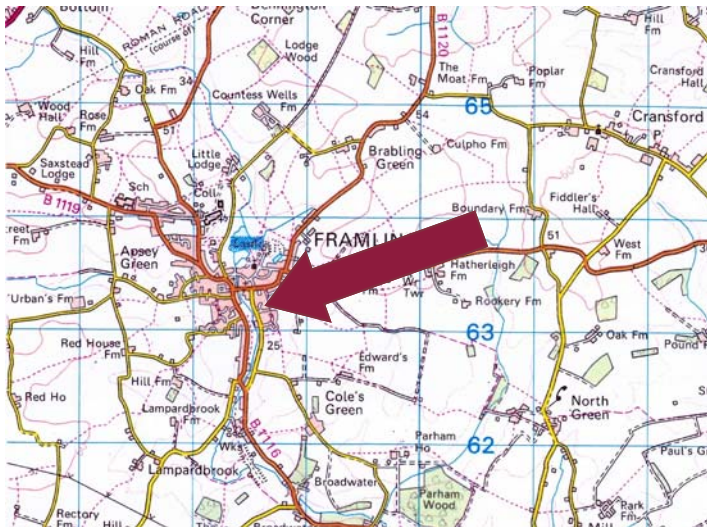 Bottom
Corner
Hill
Fm
ROMAN ROAD
(course of)
Lodge
Wood
B 1120
The
Moat Fm
Poplar
Fm
Hill
Fm
Cransford
Hall
34
Oak Fm
Countess Wells
Fm
65
Cransford
P
Wood
Hall
Rose
Fm
51
Saxstead
Lodge
Little
Lodge
Brabling
Green
Culpho Fm
Sch
Coll
Fiddler's
Hall
B 1119
Boundary Fm
Fm
Castle
FRAMLIN
51
West
Fm
Apsey
Green
Hatherleigh
Fm
Wr
Twr
Rookery Fm
Urban's Fm
63
Oak Fm
Pound
Red House
Fm
25
Edward's
Fm
Red Ho
Hill Fm
Lampardbrook
Fm
Cole's
Green
North
Green
B 1116
62
Wks
Parham
Ho
Paul's
Lampardbrook
Broadwater
Parham
Wood
Rectory
Fm
Hill
Park
Fm